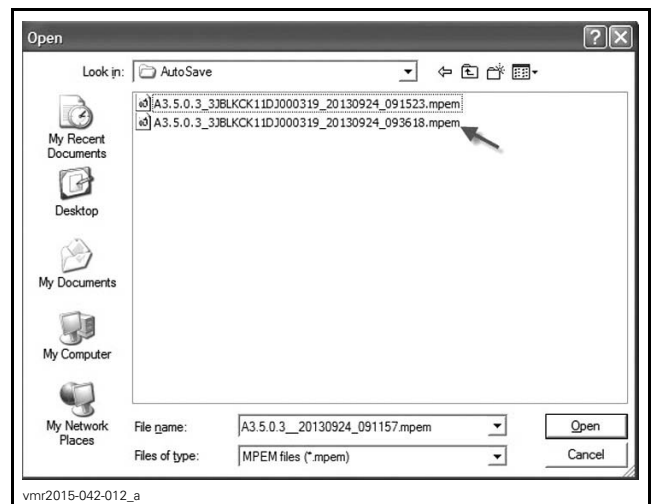 Open
Look in: AutoSave
A3.5.0.3_3JBLKCK11DJ000319_20130924_091523.mpem
A3.5.0.3_3JBLKCK11DJ000319_20130924_093618.mpem
My Recent
Documents
Desktop
My Documents
My Computer
My Network
Places
File name: A3.5.0.3__20130924_091157.mpem Open
Files of type: MPEM files (*.mpem) Cancel
vmr2015-042-012_a